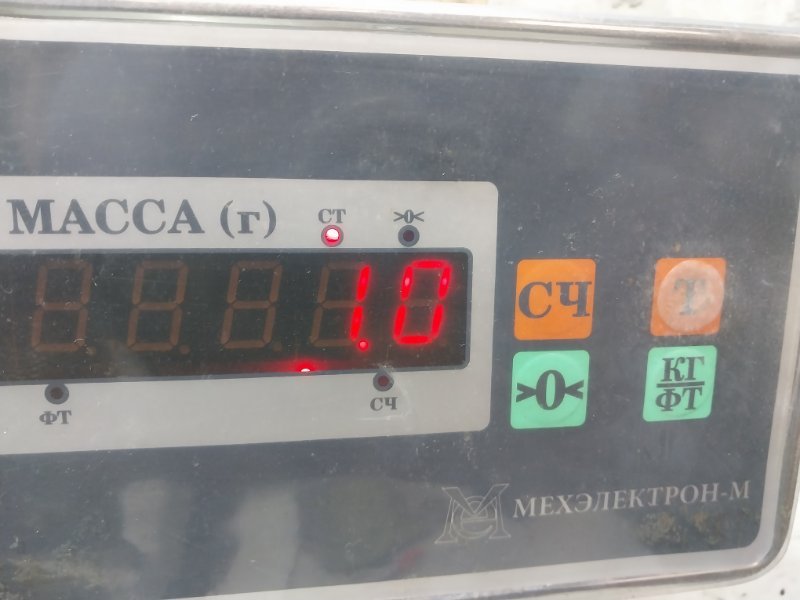 МАССА (г)
СТ
>0<
1.0
ФТ
СЧ
СЧ
Т
>0<
КГ
ФТ
МЕХЭЛЕКТРОН-М